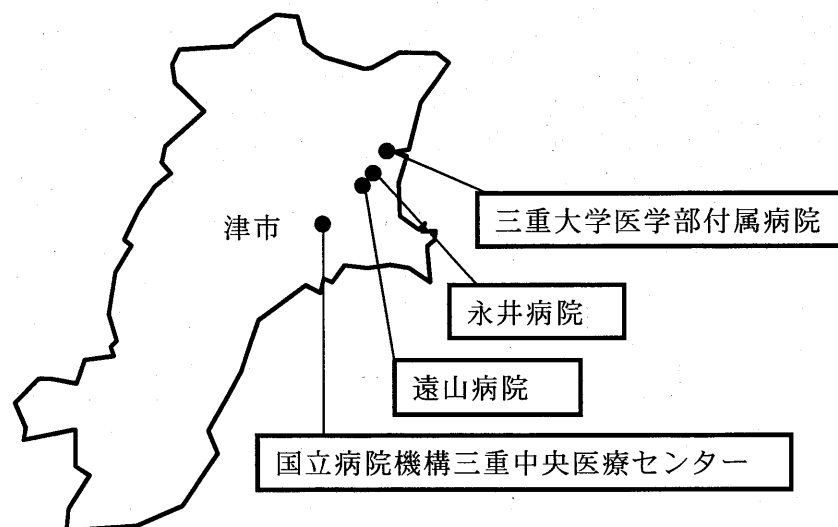 津市
三重大学医学部付属病院
永井病院
遠山病院
国立病院機構三重中央医療センター